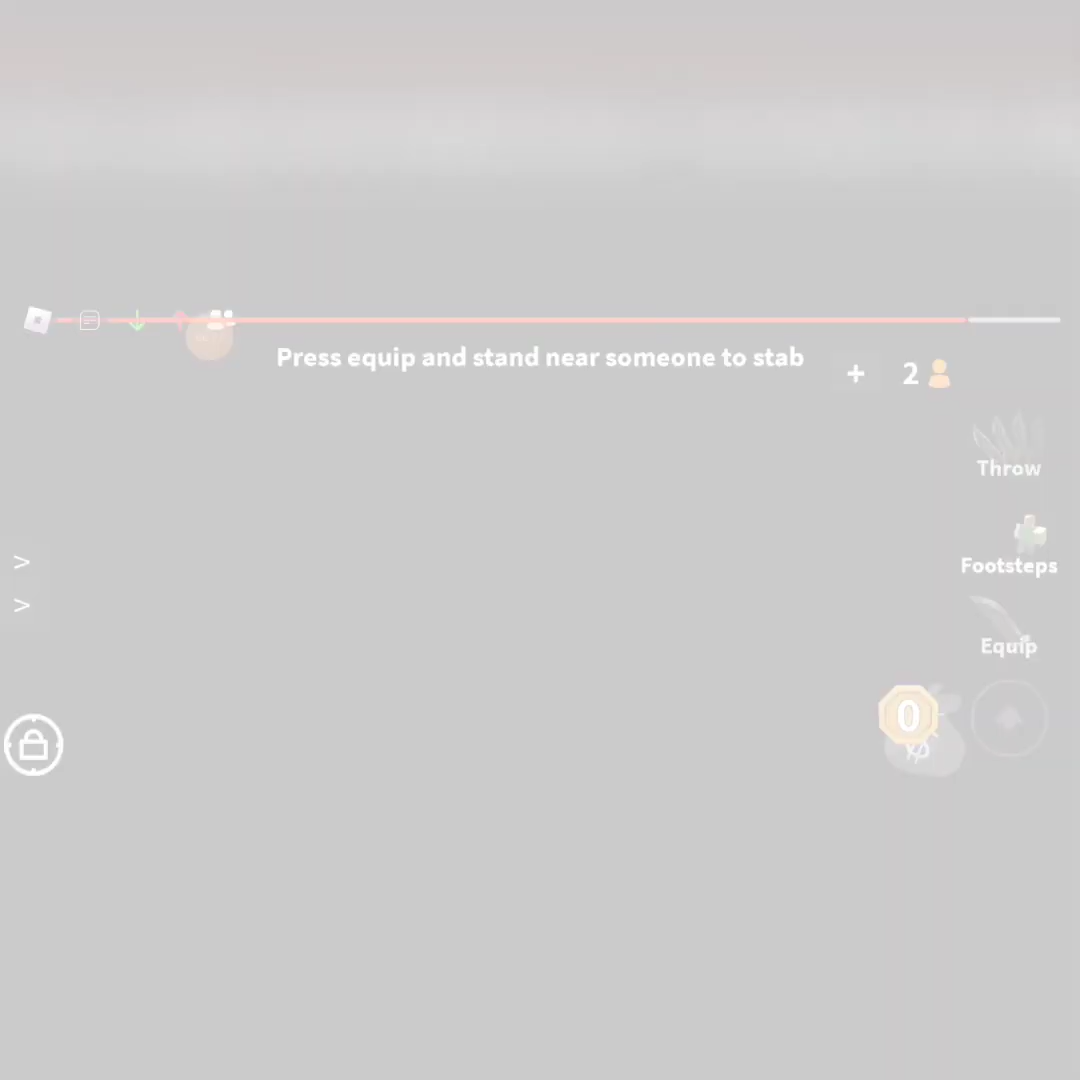 Press equip and stand near someone to stab
+ 2
Throw
>
Footsteps
>
Equip
0